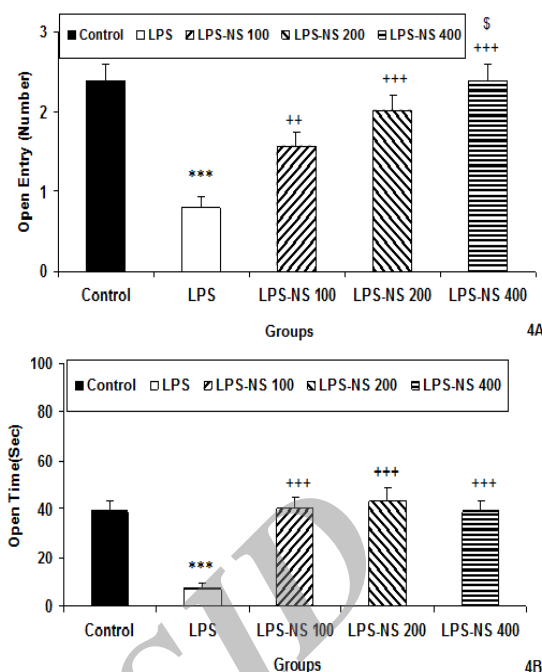 3
■ Control □ LPS ▨ LPS-NS 100 ▧ LPS-NS 200 ▤ LPS-NS 400
$
+++
+++
++
***
2
1
0
Open Entry (Number)
Control LPS LPS-NS 100 LPS-NS 200 LPS-NS 400
Groups
4A
100
■ Control □ LPS ▨ LPS-NS 100 ▧ LPS-NS 200 ▤ LPS-NS 400
80
60
+++ +++ +++
40
20
***
0
Open Time(Sec)
Control LPS LPS-NS 100 LPS-NS 200 LPS-NS 400
Groups
4B